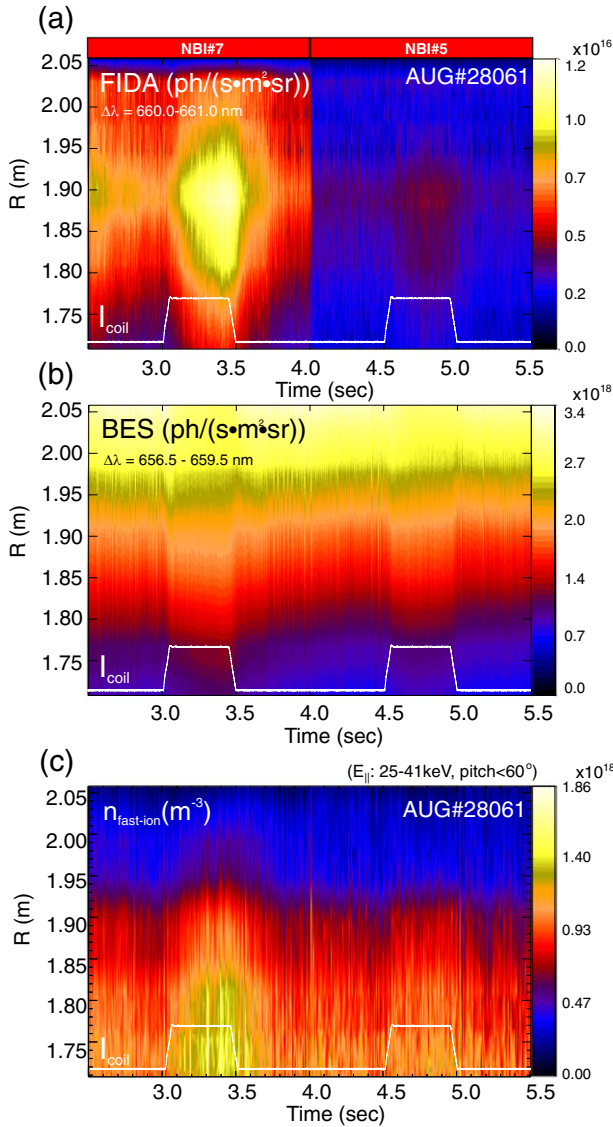 (a)
NBI#7 NBI#5
x10^16
FIDA (ph/(s•m²•sr)) AUG#28061
Δλ = 660.0-661.0 nm
R (m)
2.05
2.00
1.95
1.90
1.85
1.80
1.75
1.2
1.0
0.7
0.5
0.2
0.0
I_coil
3.0 3.5 4.0 4.5 5.0 5.5
Time (sec)
(b)
x10^18
BES (ph/(s•m²•sr))
Δλ = 656.5 - 659.5 nm
R (m)
2.05
2.00
1.95
1.90
1.85
1.80
1.75
3.4
2.7
2.0
1.4
0.7
0.0
I_coil
3.0 3.5 4.0 4.5 5.0 5.5
Time (sec)
(c)
(E_||: 25-41keV, pitch<60°)
x10^18
n_fast-ion(m^-3) AUG#28061
R (m)
2.05
2.00
1.95
1.90
1.85
1.80
1.75
1.86
1.40
0.93
0.47
0.00
I_coil
3.0 3.5 4.0 4.5 5.0 5.5
Time (sec)